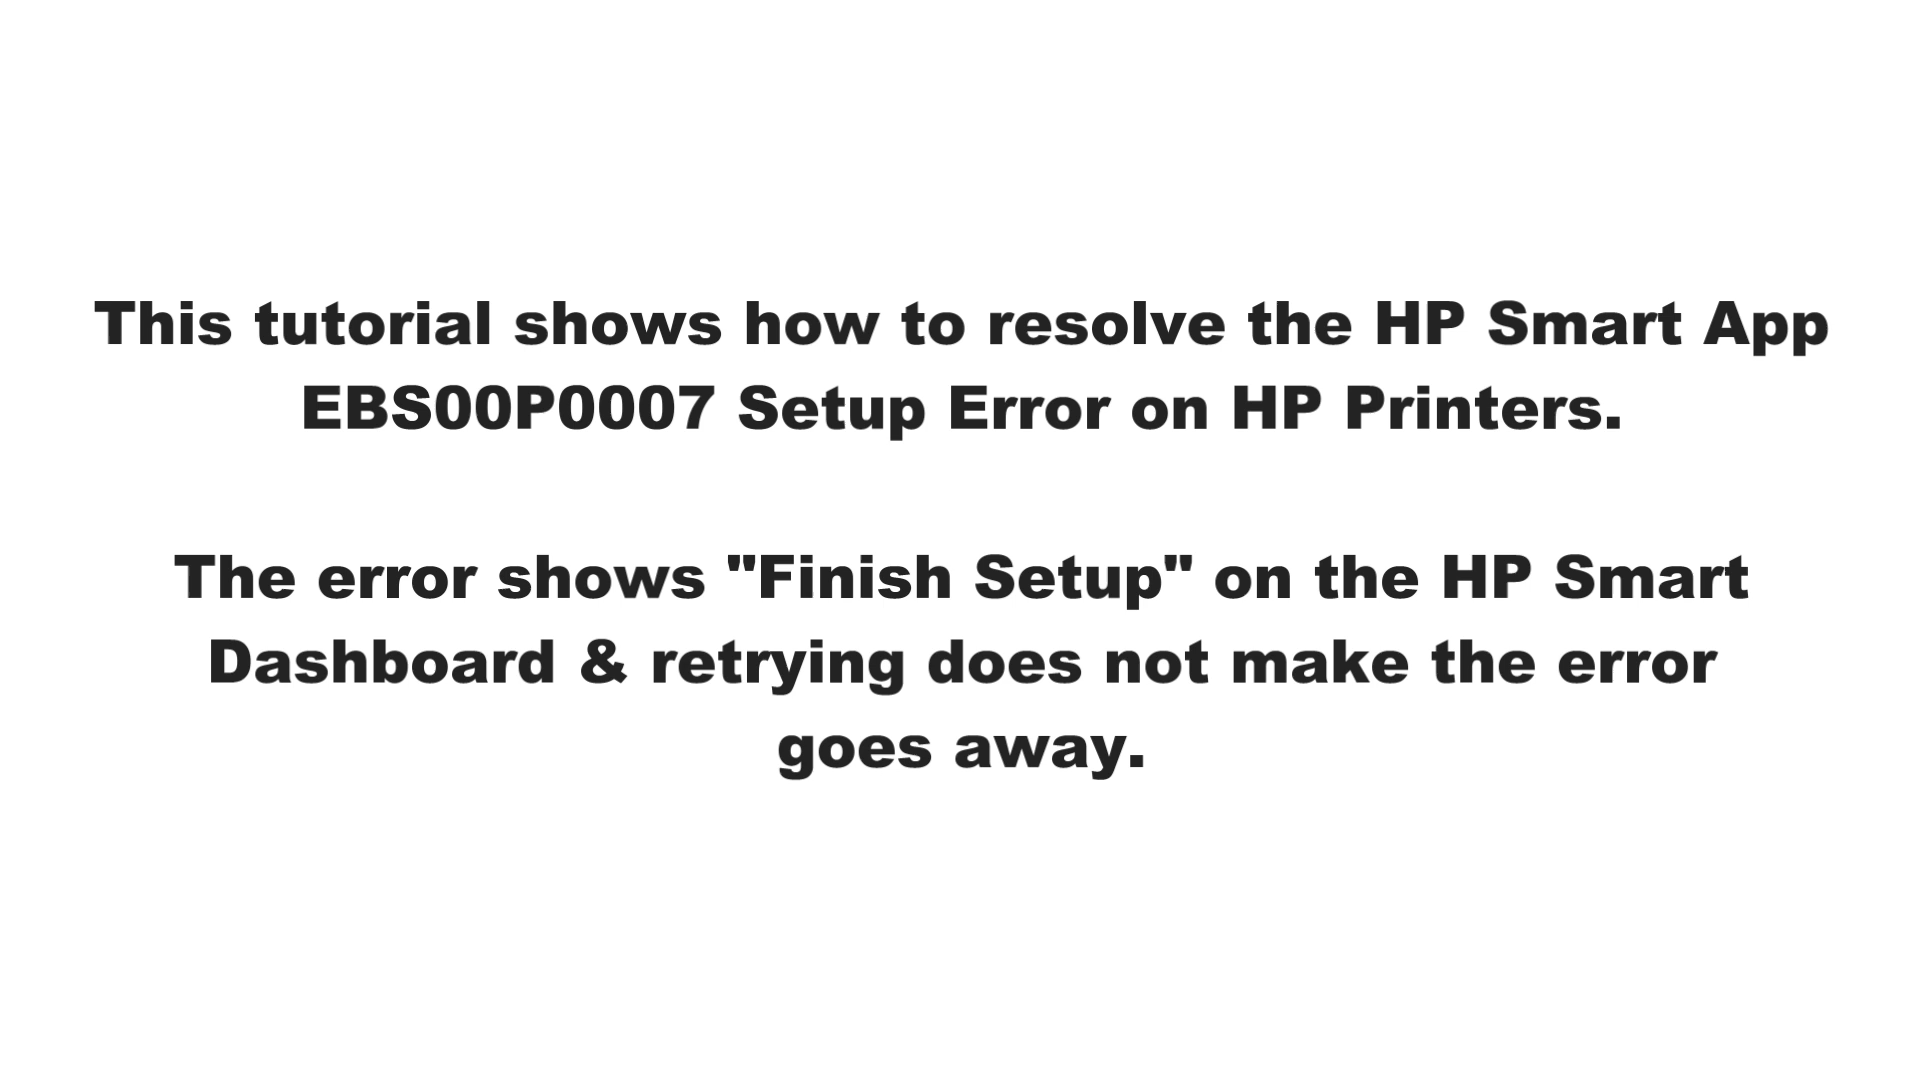 This tutorial shows how to resolve the HP Smart App
EBS00P0007 Setup Error on HP Printers.
The error shows "Finish Setup" on the HP Smart
Dashboard & retrying does not make the error
goes away.